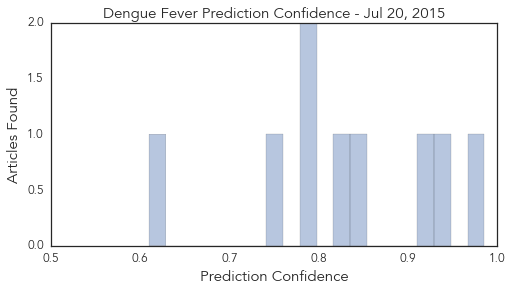 Dengue Fever Prediction Confidence - Jul 20, 2015
2.0
1.5
1.0
0.5
0.0
Articles Found
0.5 0.6 0.7 0.8 0.9 1.0
Prediction Confidence